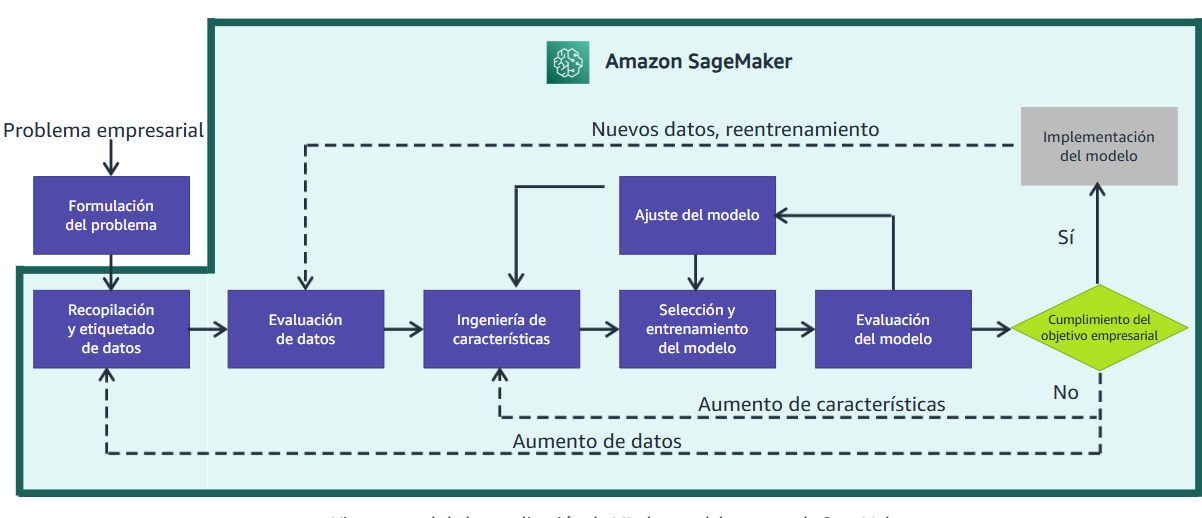 Amazon SageMaker
Problema empresarial
Nuevos datos, reentrenamiento
Implementación
del modelo
Formulación
del problema
Ajuste del modelo
Sí
Recopilación
y etiquetado
de datos
Evaluación
de datos
Ingeniería de
características
Selección y
entrenamiento
del modelo
Evaluación
del modelo
Cumplimiento del
objetivo empresarial
No
Aumento de características
Aumento de datos